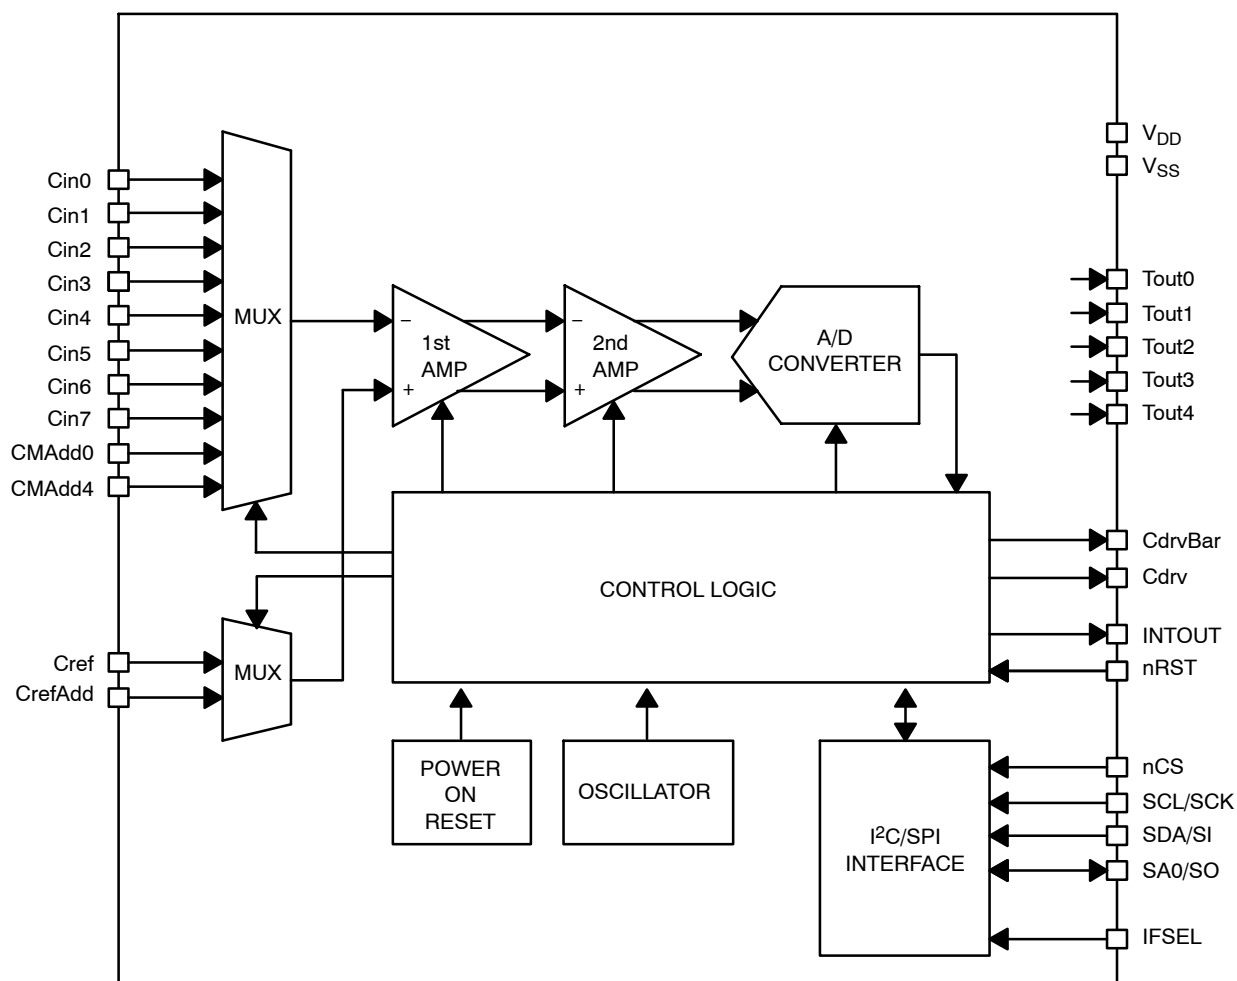 Cin0
Cin1
Cin2
Cin3
Cin4
Cin5
Cin6
Cin7
CMAdd0
CMAdd4
MUX
Cref
CrefAdd
MUX
−
+
1st
AMP
−
+
2nd
AMP
A/D
CONVERTER
CONTROL LOGIC
POWER
ON
RESET
OSCILLATOR
I²C/SPI
INTERFACE
VDD
VSS
Tout0
Tout1
Tout2
Tout3
Tout4
CdrvBar
Cdrv
INTOUT
nRST
nCS
SCL/SCK
SDA/SI
SA0/SO
IFSEL